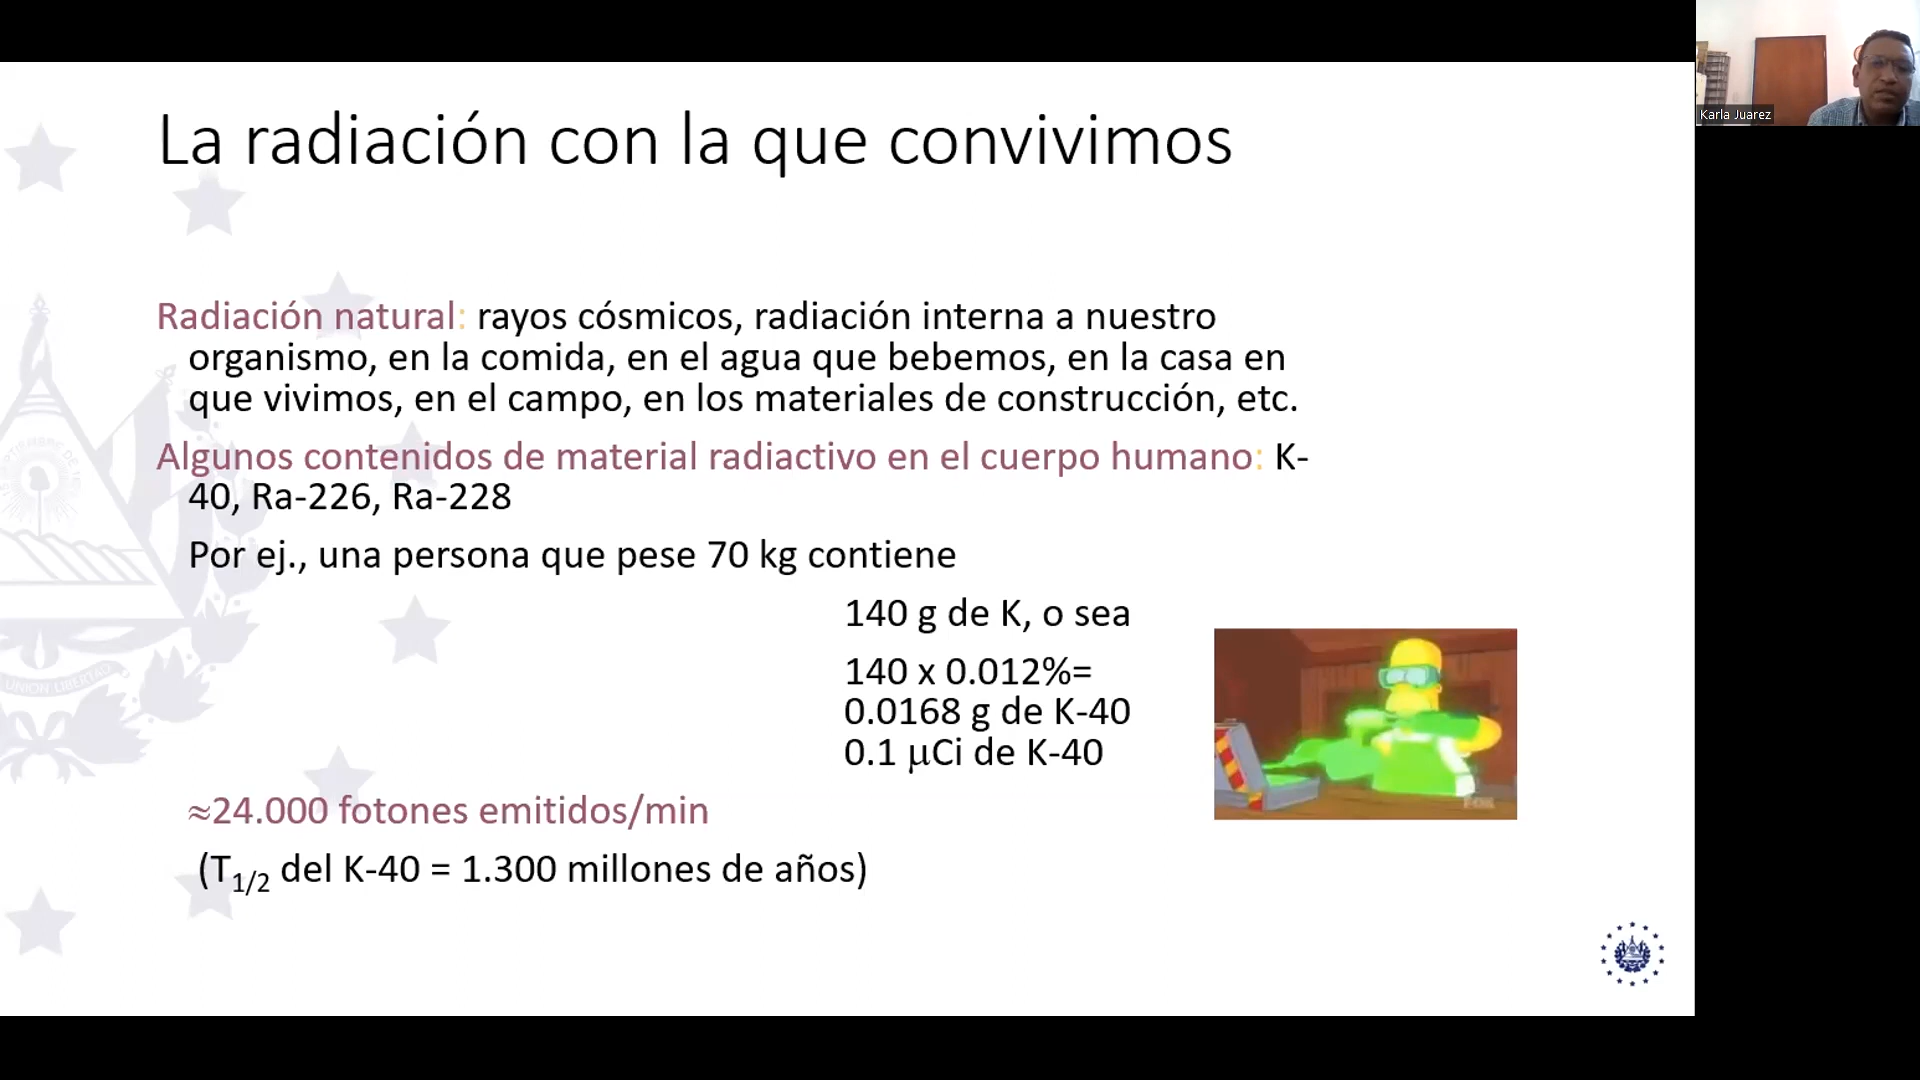 La radiación con la que convivimos
Karla Juarez
Radiación natural: rayos cósmicos, radiación interna a nuestro
organismo, en la comida, en el agua que bebemos, en la casa en
que vivimos, en el campo, en los materiales de construcción, etc.
Algunos contenidos de material radiactivo en el cuerpo humano: K-
40, Ra-226, Ra-228
Por ej., una persona que pese 70 kg contiene
140 g de K, o sea
140 x 0.012%=
0.0168 g de K-40
0.1 μCi de K-40
≈24.000 fotones emitidos/min
(T1/2 del K-40 = 1.300 millones de años)
UNION LIBERTAD
FOX